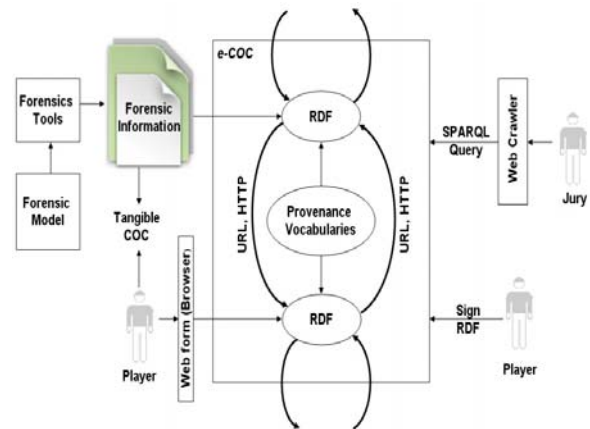 e-COC
Forensics
Tools
Forensic
Information
RDF
SPARQL
Query
Web Crawler
Jury
Forensic
Model
Tangible
COC
URL, HTTP
Provenance
Vocabularies
URL, HTTP
Player
Web form (Browser)
RDF
Sign
RDF
Player